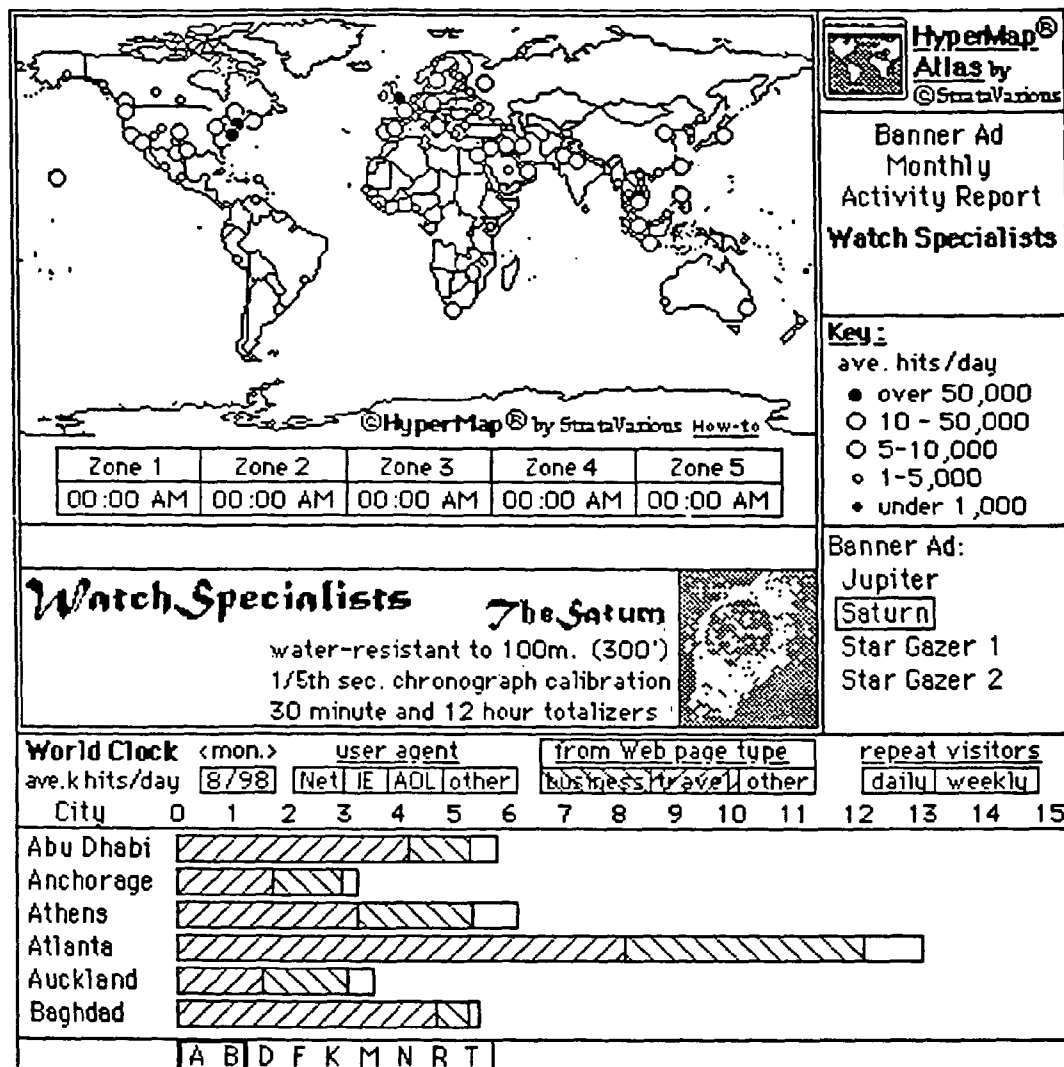 HyperMap®
Atlas by
©StrataVarious
Banner Ad
Monthly
Activity Report
Watch Specialists
©HyperMap® by StrataVarious How-to
Key:
ave. hits/day
over 50,000
10 - 50,000
5-10,000
1-5,000
under 1,000
Zone 1 Zone 2 Zone 3 Zone 4 Zone 5
00:00 AM 00:00 AM 00:00 AM 00:00 AM 00:00 AM
Banner Ad:
Jupiter
Saturn
Star Gazer 1
Star Gazer 2
Watch Specialists The Saturn
water-resistant to 100m. (300')
1/5th sec. chronograph calibration
30 minute and 12 hour totalizers
World Clock <mon.> user agent from Web page type repeat visitors
ave.k hits/day 8/98 Net IE AOL other business travel other daily weekly
City 0 1 2 3 4 5 6 7 8 9 10 11 12 13 14 15
Abu Dhabi
Anchorage
Athens
Atlanta
Auckland
Baghdad
A B D F K M N R T